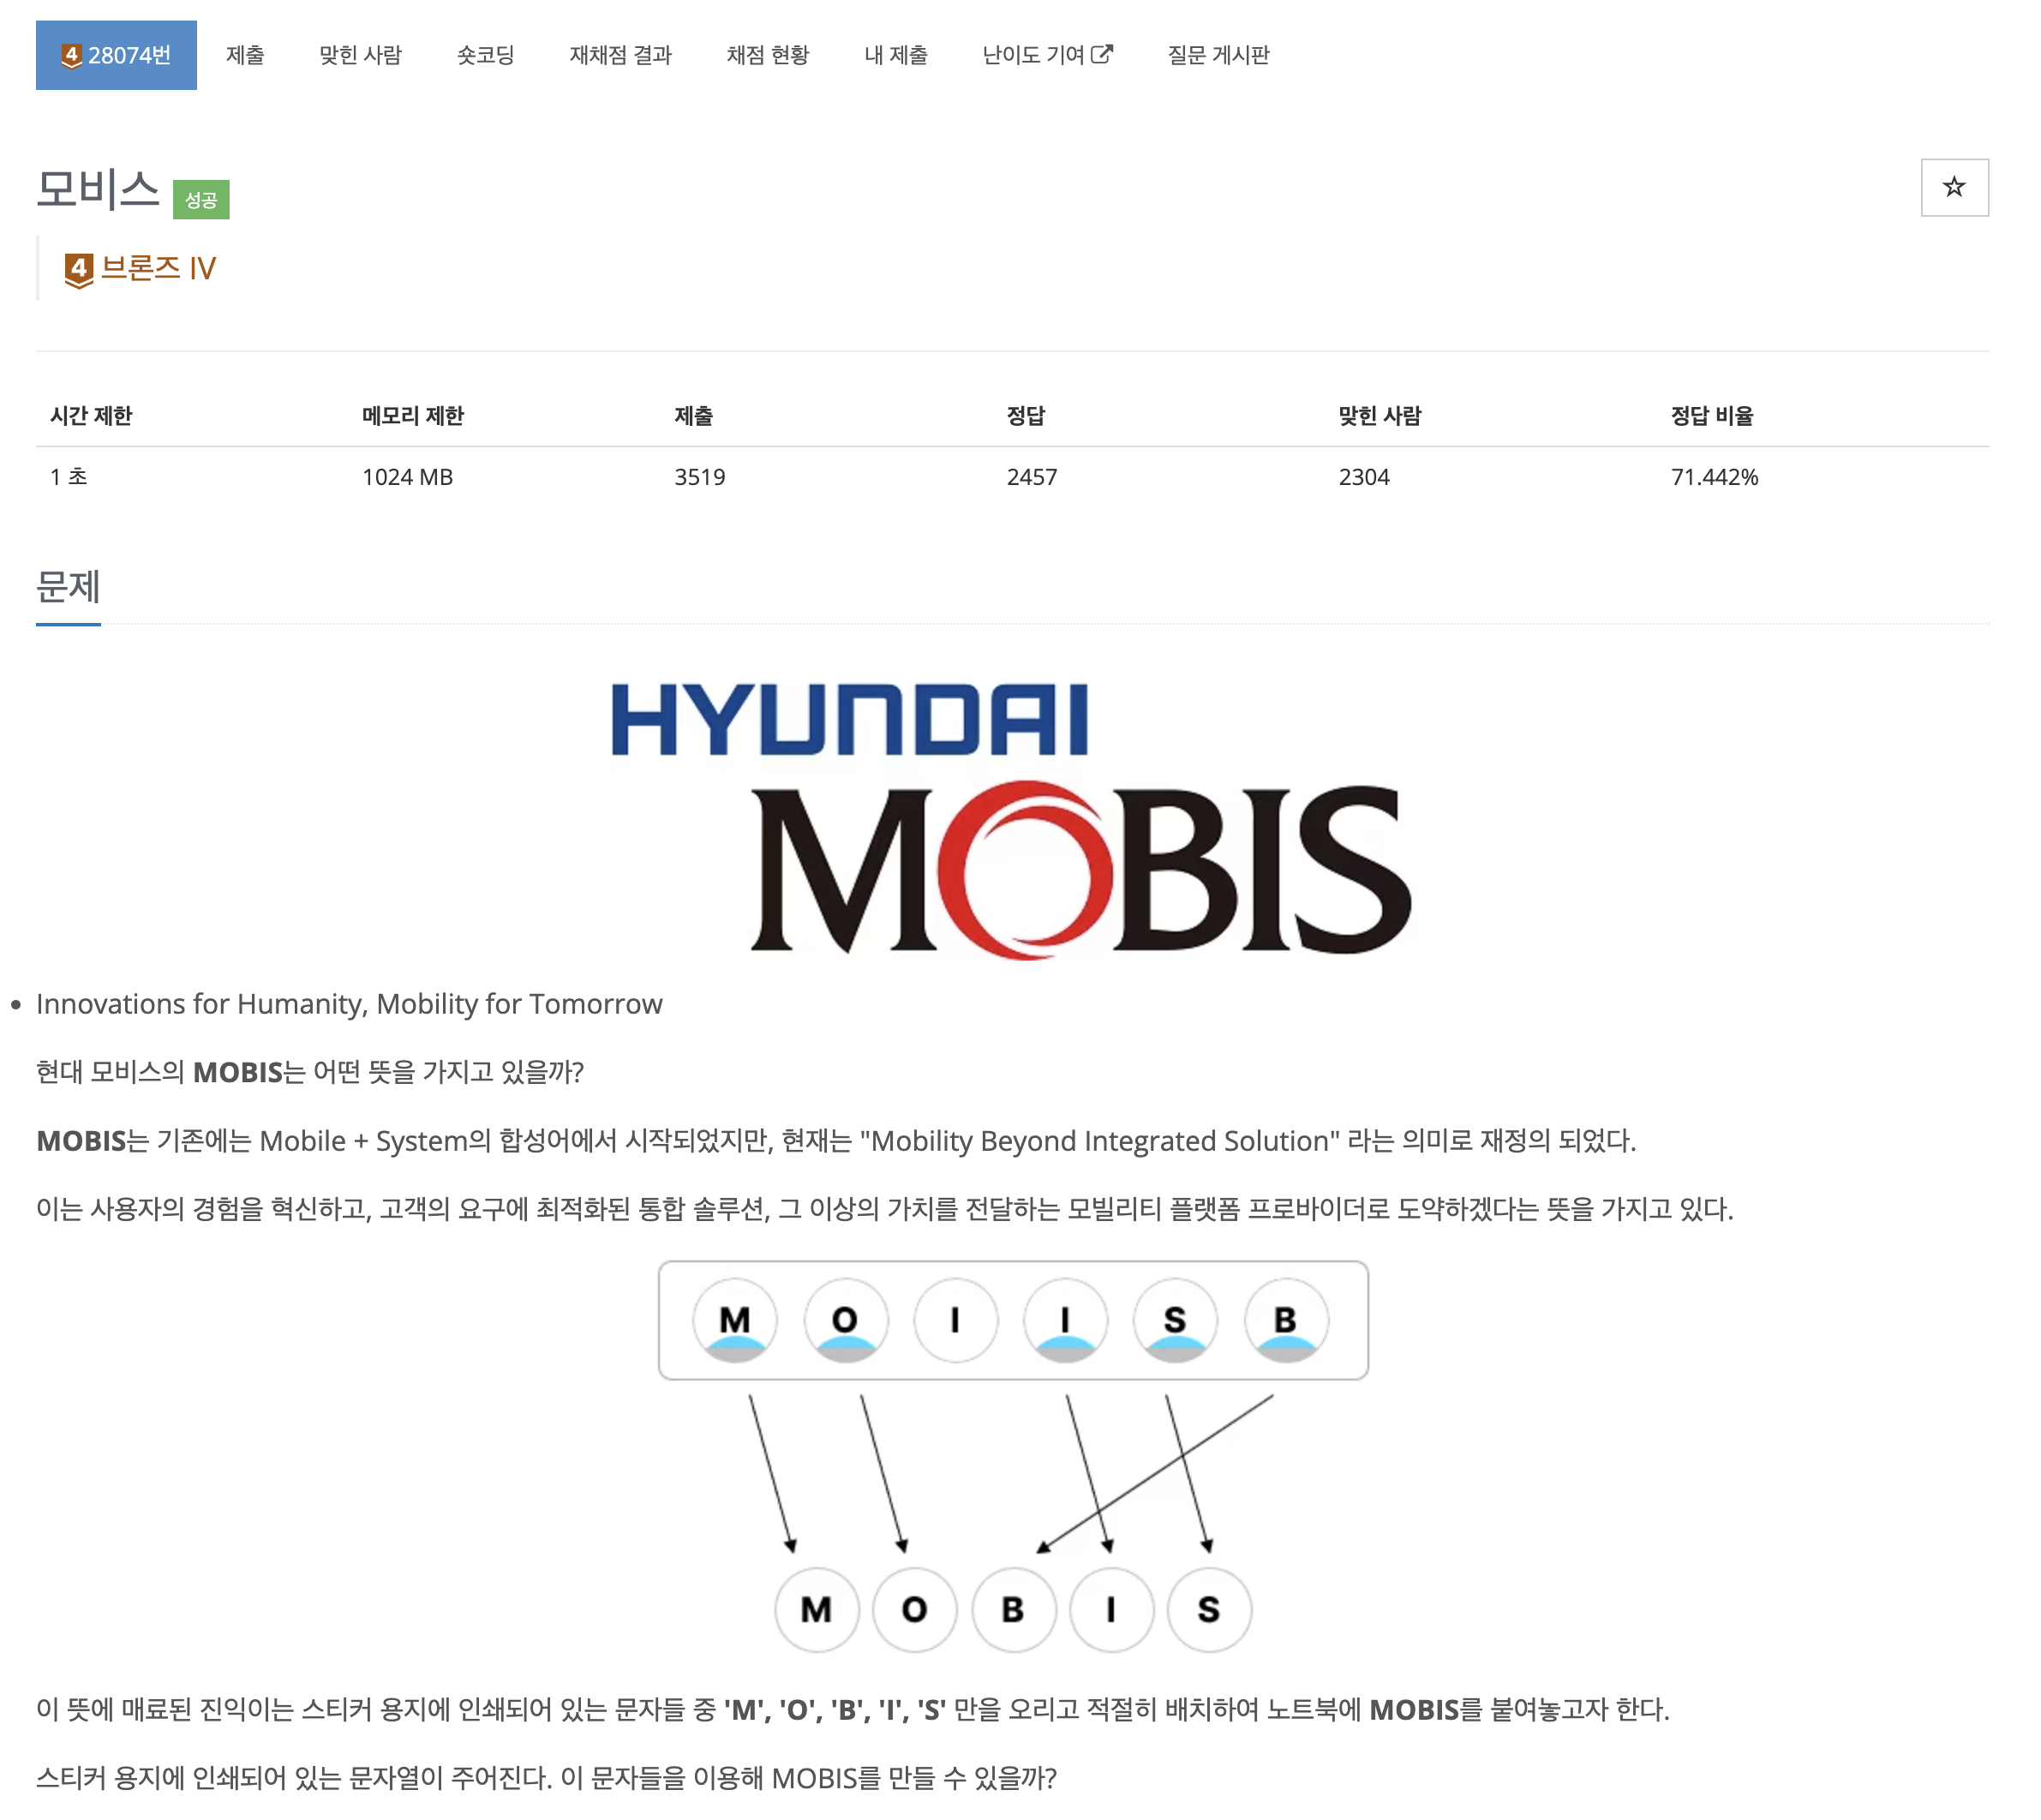 4 28074번 제출 맞힌 사람 숏코딩 재채점 결과 채점 현황 내 제출 난이도 기여 질문 게시판
모비스 성공
4 브론즈 IV
시간 제한 메모리 제한 제출 정답 맞힌 사람 정답 비율
1 초 1024 MB 3519 2457 2304 71.442%
문제
HYUNDAI
MOBIS
• Innovations for Humanity, Mobility for Tomorrow
현대 모비스의 MOBIS는 어떤 뜻을 가지고 있을까?
MOBIS는 기존에는 Mobile + System의 합성어에서 시작되었지만, 현재는 "Mobility Beyond Integrated Solution" 라는 의미로 재정의 되었다.
이는 사용자의 경험을 혁신하고, 고객의 요구에 최적화된 통합 솔루션, 그 이상의 가치를 전달하는 모빌리티 플랫폼 프로바이더로 도약하겠다는 뜻을 가지고 있다.
M O I I S B
M O B I S
이 뜻에 매료된 진익이는 스티커 용지에 인쇄되어 있는 문자들 중 'M', 'O', 'B', 'I', 'S' 만을 오리고 적절히 배치하여 노트북에 MOBIS를 붙여놓고자 한다.
스티커 용지에 인쇄되어 있는 문자열이 주어진다. 이 문자들을 이용해 MOBIS를 만들 수 있을까?